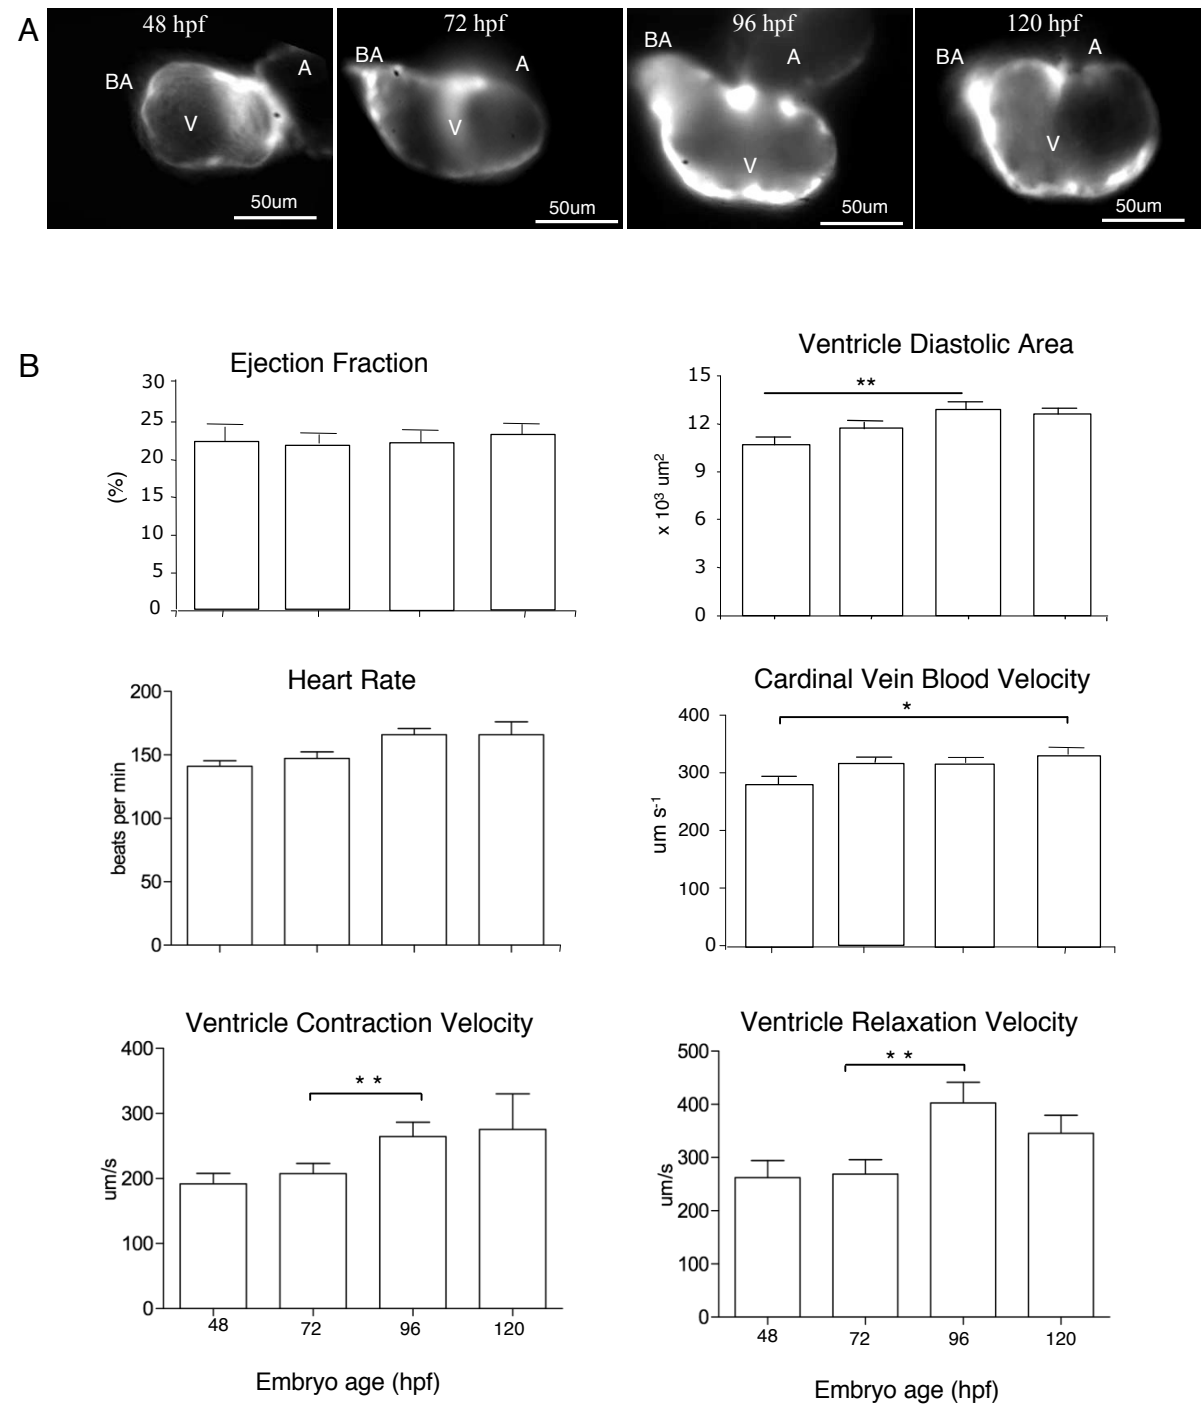 A
48 hpf
BA
A
V
50um
72 hpf
BA
A
V
50um
96 hpf
BA
A
V
50um
120 hpf
BA
A
V
50um
B
Ejection Fraction
30
25
20
15
10
5
0
(%)
Ventricle Diastolic Area
**
15
12
9
6
3
0
x 10³ um²
Heart Rate
200
150
100
50
0
beats per min
Cardinal Vein Blood Velocity
*
400
300
200
100
0
um s⁻¹
Ventricle Contraction Velocity
* *
400
300
200
100
0
um/s
48 72 96 120
Embryo age (hpf)
Ventricle Relaxation Velocity
* *
500
400
300
200
100
0
um/s
48 72 96 120
Embryo age (hpf)